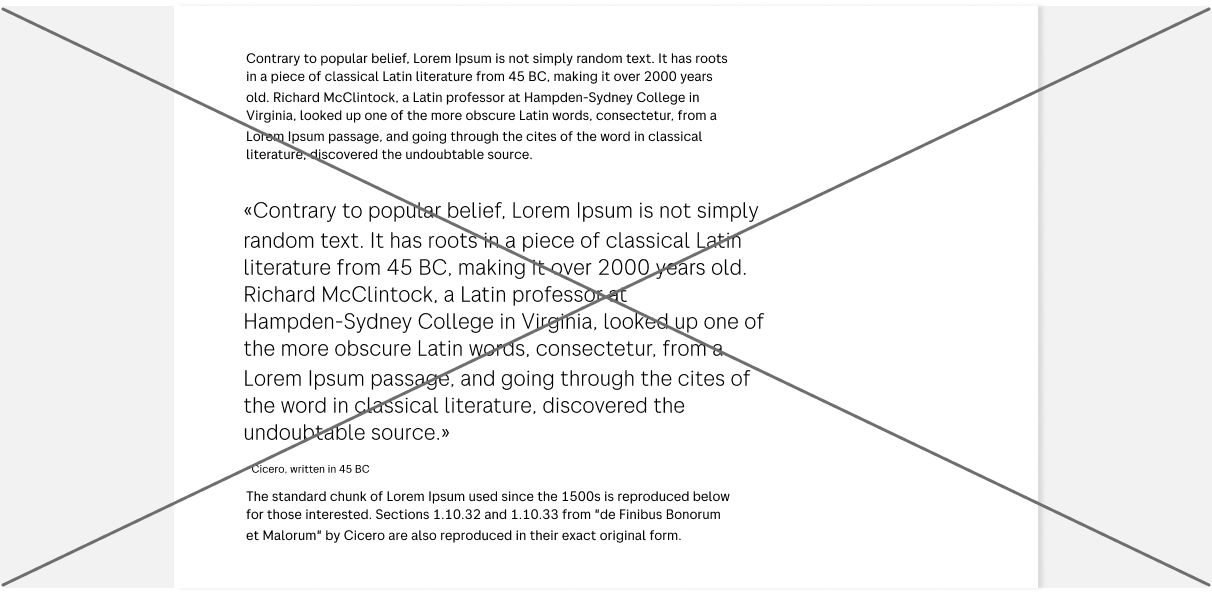 Contrary to popular belief, Lorem Ipsum is not simply random text. It has roots
in a piece of classical Latin literature from 45 BC, making it over 2000 years
old. Richard McClintock, a Latin professor at Hampden-Sydney College in
Virginia, looked up one of the more obscure Latin words, consectetur, from a
Lorem Ipsum passage, and going through the cites of the word in classical
literature, discovered the undoubtable source.
«Contrary to popular belief, Lorem Ipsum is not simply
random text. It has roots in a piece of classical Latin
literature from 45 BC, making it over 2000 years old.
Richard McClintock, a Latin professor at
Hampden-Sydney College in Virginia, looked up one of
the more obscure Latin words, consectetur, from a
Lorem Ipsum passage, and going through the cites of
the word in classical literature, discovered the
undoubtable source.»
Cicero, written in 45 BC
The standard chunk of Lorem Ipsum used since the 1500s is reproduced below
for those interested. Sections 1.10.32 and 1.10.33 from "de Finibus Bonorum
et Malorum" by Cicero are also reproduced in their exact original form.